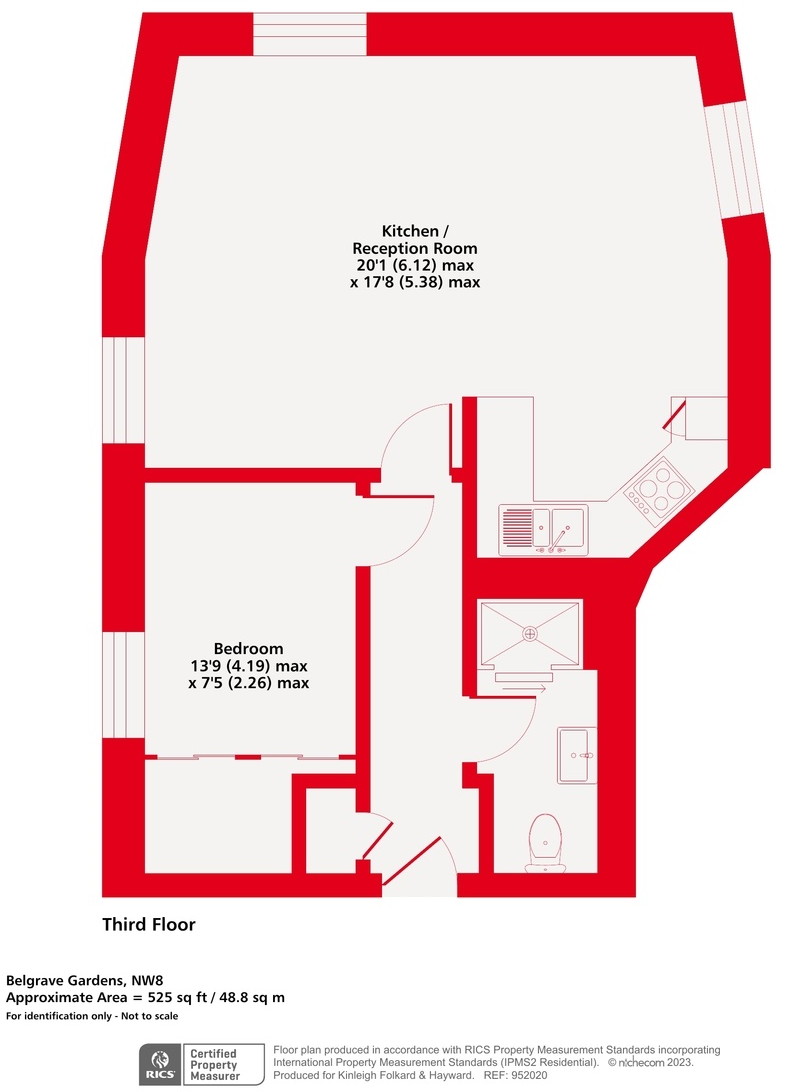 Kitchen /
Reception Room
20'1 (6.12) max
x 17'8 (5.38) max
Bedroom
13'9 (4.19) max
x 7'5 (2.26) max
Third Floor
Belgrave Gardens, NW8
Approximate Area = 525 sq ft / 48.8 sq m
For identification only - Not to scale
RICS
Certified
Property
Measurer
Floor plan produced in accordance with RICS Property Measurement Standards incorporating
International Property Measurement Standards (IPMS2 Residential). © nichecom 2023.
Produced for Kinleigh Folkard & Hayward. REF: 952020